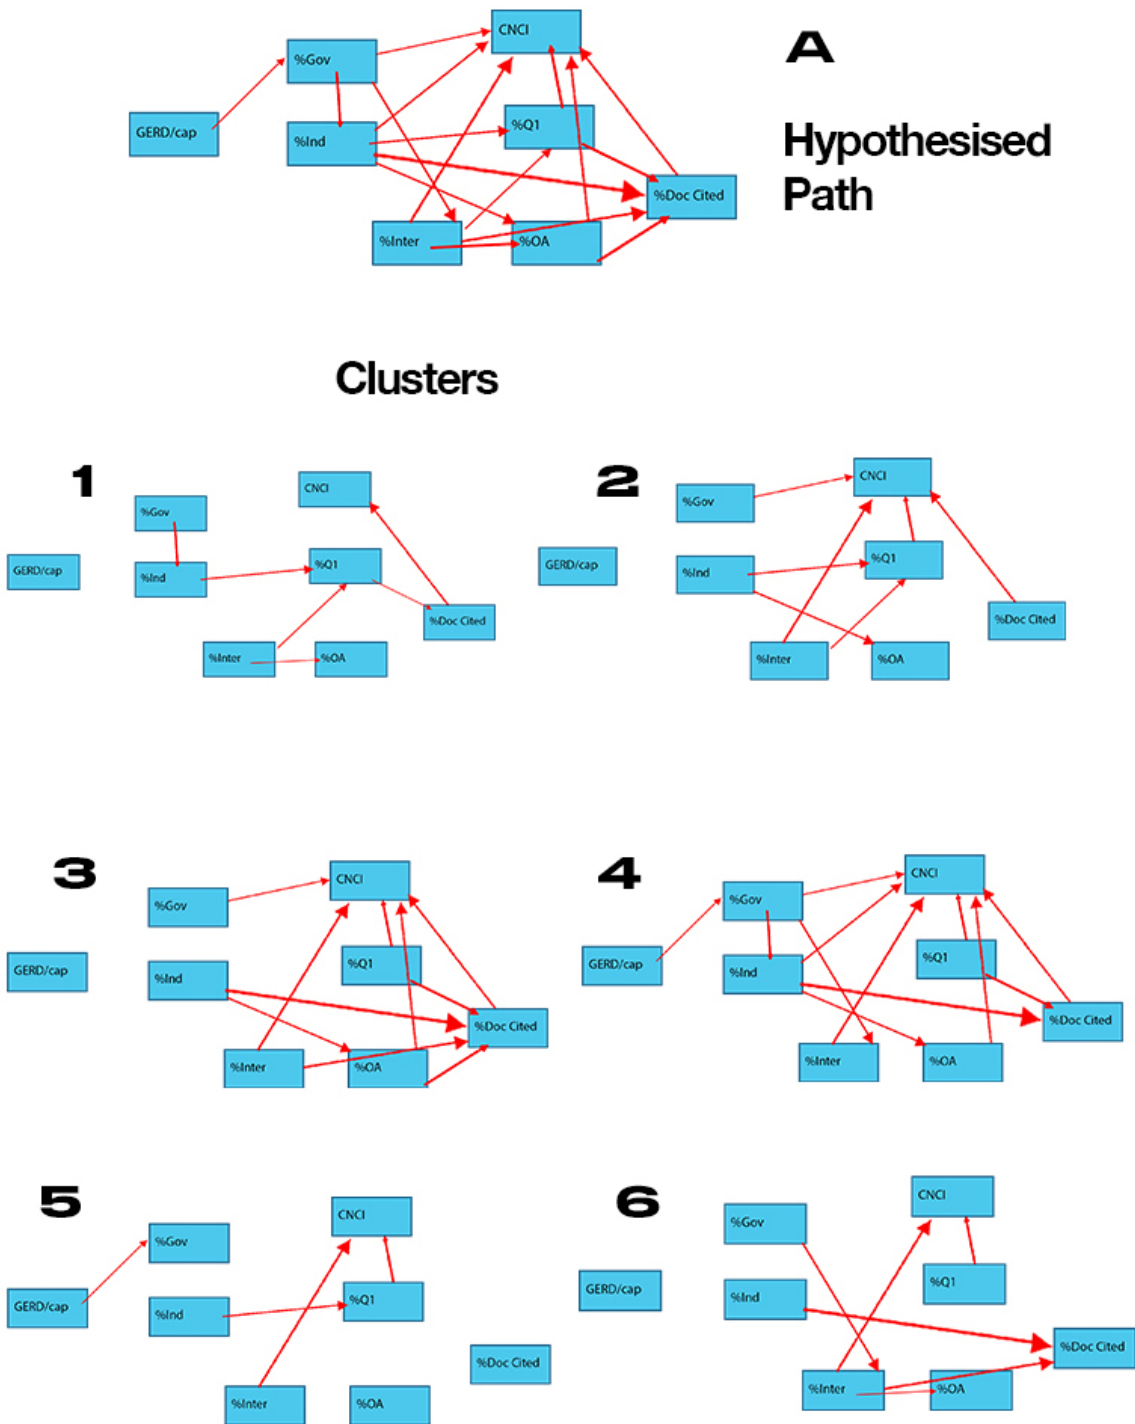 CNCI
A
%Gov
GERD/cap
%Ind
%Q1
Hypothesised
Path
%Doc Cited
%Inter
%OA
Clusters
1
CNCI
%Gov
GERD/cap
%Ind
%Q1
%Doc Cited
%Inter
%OA
2
CNCI
%Gov
GERD/cap
%Ind
%Q1
%Doc Cited
%Inter
%OA
3
CNCI
%Gov
GERD/cap
%Ind
%Q1
%Doc Cited
%Inter
%OA
4
CNCI
%Gov
GERD/cap
%Ind
%Q1
%Doc Cited
%Inter
%OA
5
CNCI
%Gov
GERD/cap
%Ind
%Q1
%Doc Cited
%Inter
%OA
6
CNCI
%Gov
GERD/cap
%Ind
%Q1
%Doc Cited
%Inter
%OA